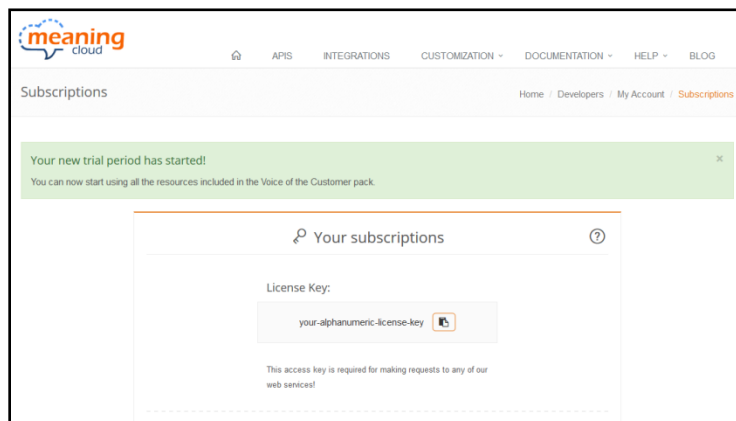 meaning
cloud
APIS INTEGRATIONS CUSTOMIZATION DOCUMENTATION HELP BLOG
Subscriptions
Home / Developers / My Account / Subscriptions
Your new trial period has started!
×
You can now start using all the resources included in the Voice of the Customer pack.
Your subscriptions
?
License Key:
your-alphanumeric-license-key
This access key is required for making requests to any of our
web services!